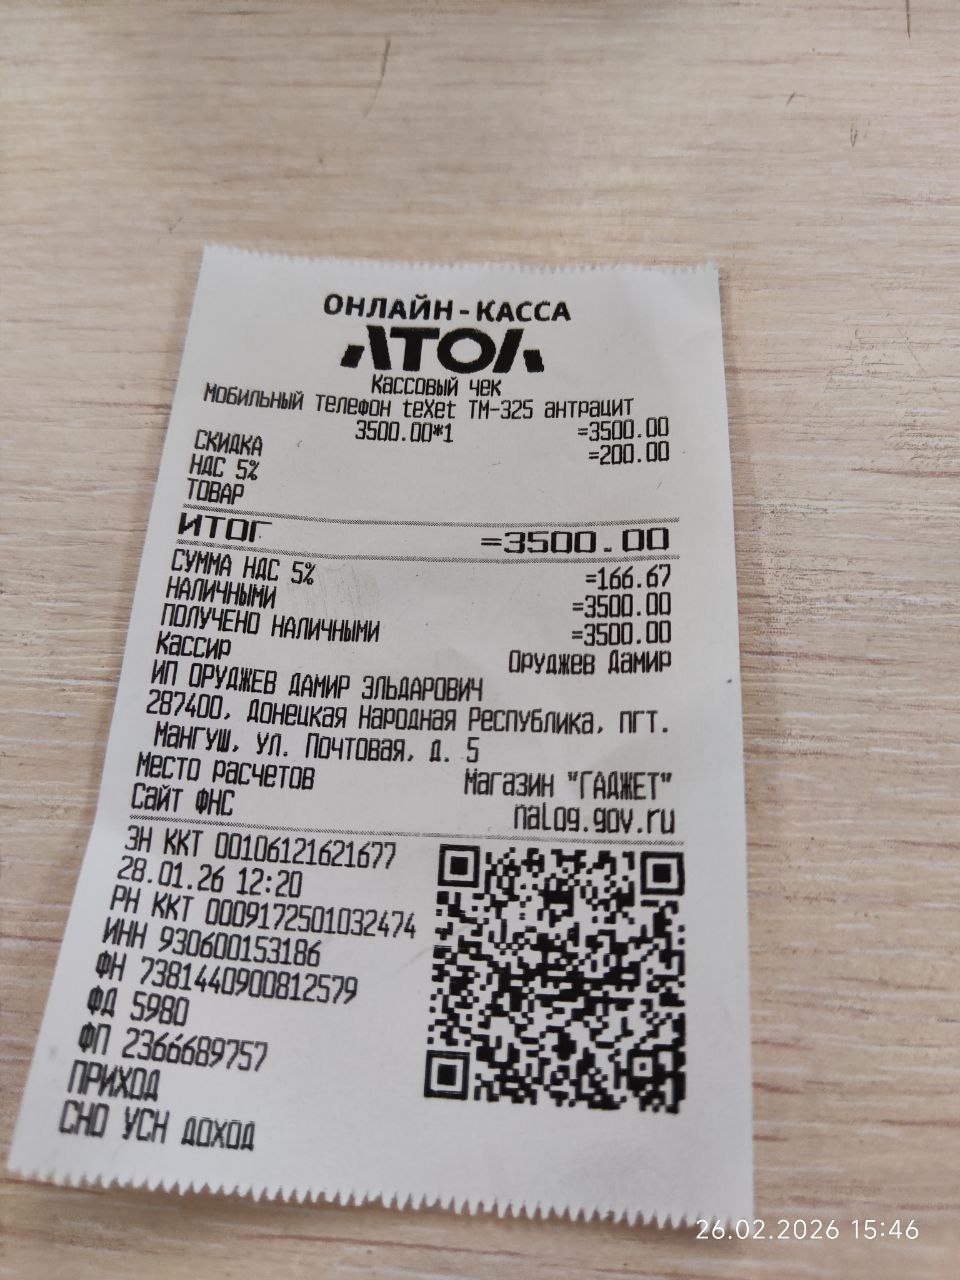 ОНЛАЙН-КАССА
АТОЛ
Кассовый чек
Мобильный телефон teXet TM-325 антрацит
3500.00*1 =3500.00
СКИДКА =200.00
НДС 5%
ТОВАР
ИТОГ =3500.00
СУММА НДС 5% =166.67
НАЛИЧНЫМИ =3500.00
ПОЛУЧЕНО НАЛИЧНЫМИ =3500.00
Кассир Оруджев Дамир
ИП ОРУДЖЕВ ДАМИР ЭЛЬДАРОВИЧ
287400, Донецкая Народная Республика, пгт.
Мангуш, ул. Почтовая, д. 5
Место расчетов Магазин "ГАДЖЕТ"
Сайт ФНС nalog.gov.ru
ЗН ККТ 00106121621677
28.01.26 12:20
РН ККТ 0009172501032474
ИНН 930600153186
ФН 7381440900812579
ФД 5980
ФП 2366689757
ПРИХОД
СНО УСН доход
26.02.2026 15:46